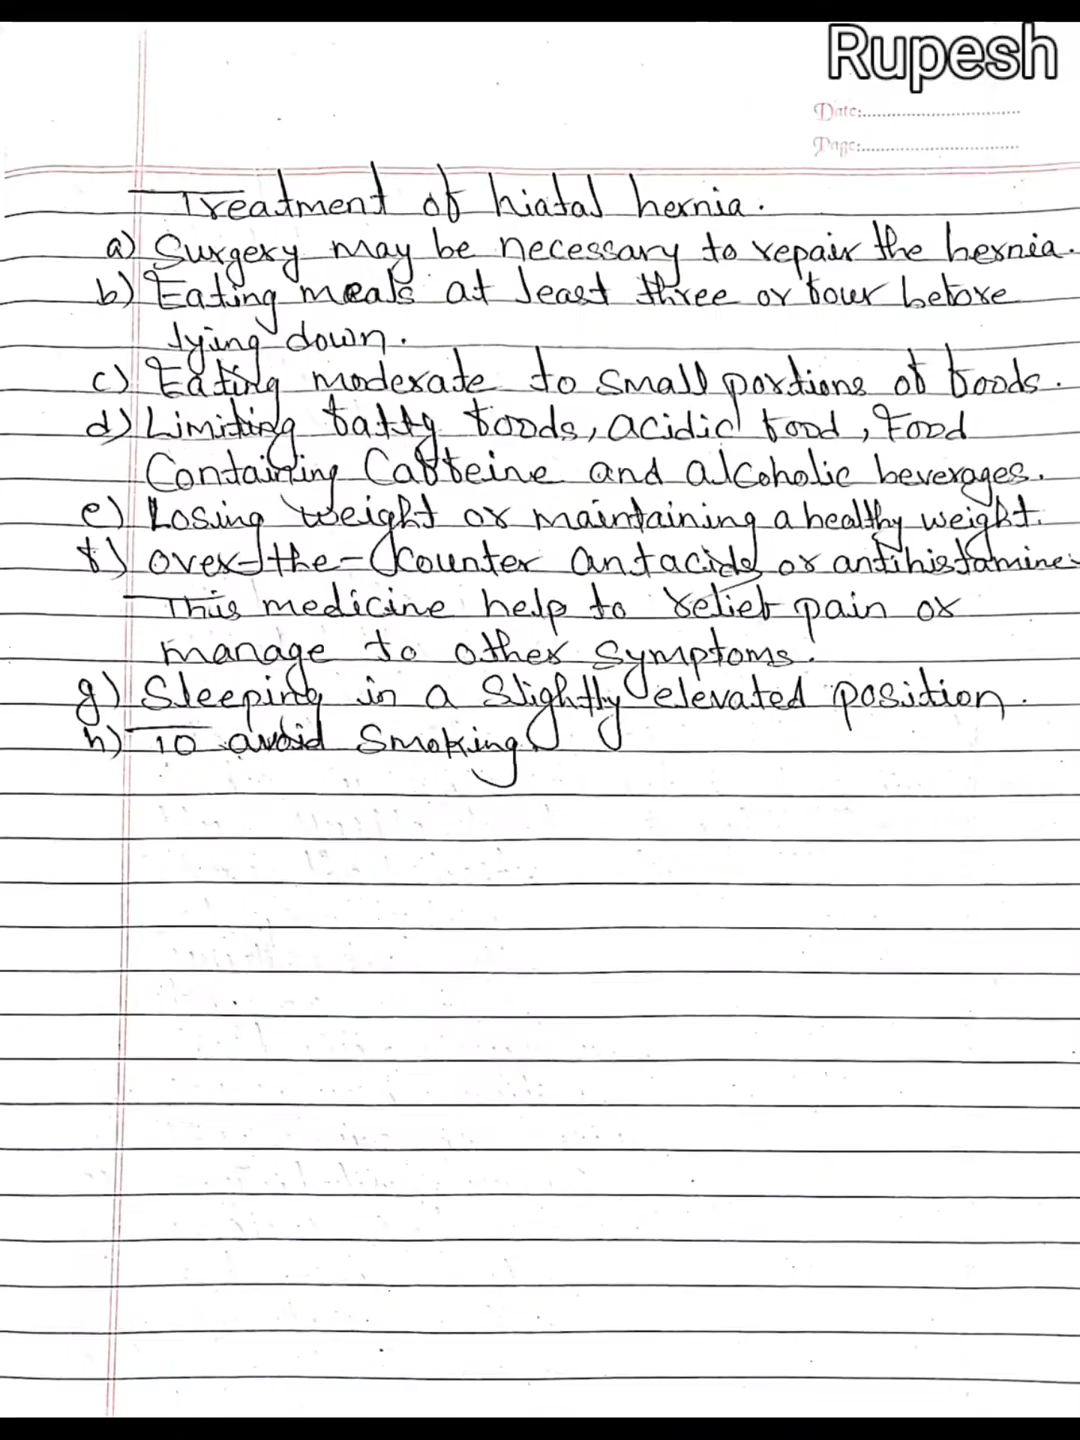 Rupesh
Date:
Page:
Treatment of hiatal hernia.
a) Surgery may be necessary to repair the hernia.
b) Eating meals at least three or four before
lying down.
c) Eating moderate to small portions of foods.
d) Limiting fatty foods, acidic food, Food
Containing Caffeine and alcoholic beverages.
e) Losing weight or maintaining a healthy weight.
f) over-the-counter antacids or antihistamine.
This medicine help to relief pain or
manage to other symptoms.
g) Sleeping in a slightly elevated position.
h) To avoid smoking.